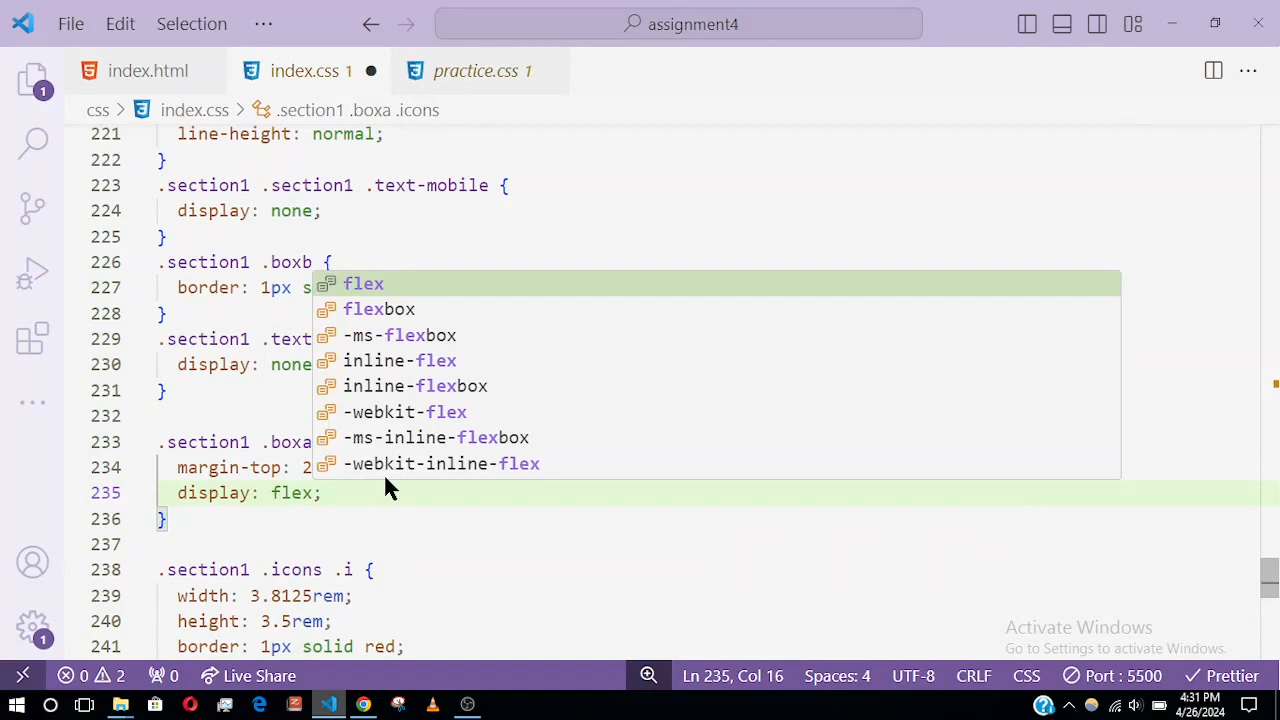 File Edit Selection ··· assignment4
index.html index.css 1 practice.css 1
css > index.css > .section1 .boxa .icons
221 line-height: normal;
222 }
223 .section1 .section1 .text-mobile {
224 display: none;
225 }
226 .section1 .boxb {
227 border: 1px s
228 }
229 .section1 .text
230 display: none
231 }
232
233 .section1 .boxa
234 margin-top: 2
235 display: flex;
236 }
237
238 .section1 .icons .i {
239 width: 3.8125rem;
240 height: 3.5rem;
241 border: 1px solid red;
flex
flexbox
-ms-flexbox
inline-flex
inline-flexbox
-webkit-flex
-ms-inline-flexbox
-webkit-inline-flex
1
1
Activate Windows
Go to Settings to activate Windows.
0 2 0 Live Share Ln 235, Col 16 Spaces: 4 UTF-8 CRLF CSS Port : 5500 Prettier
4:31 PM
4/26/2024